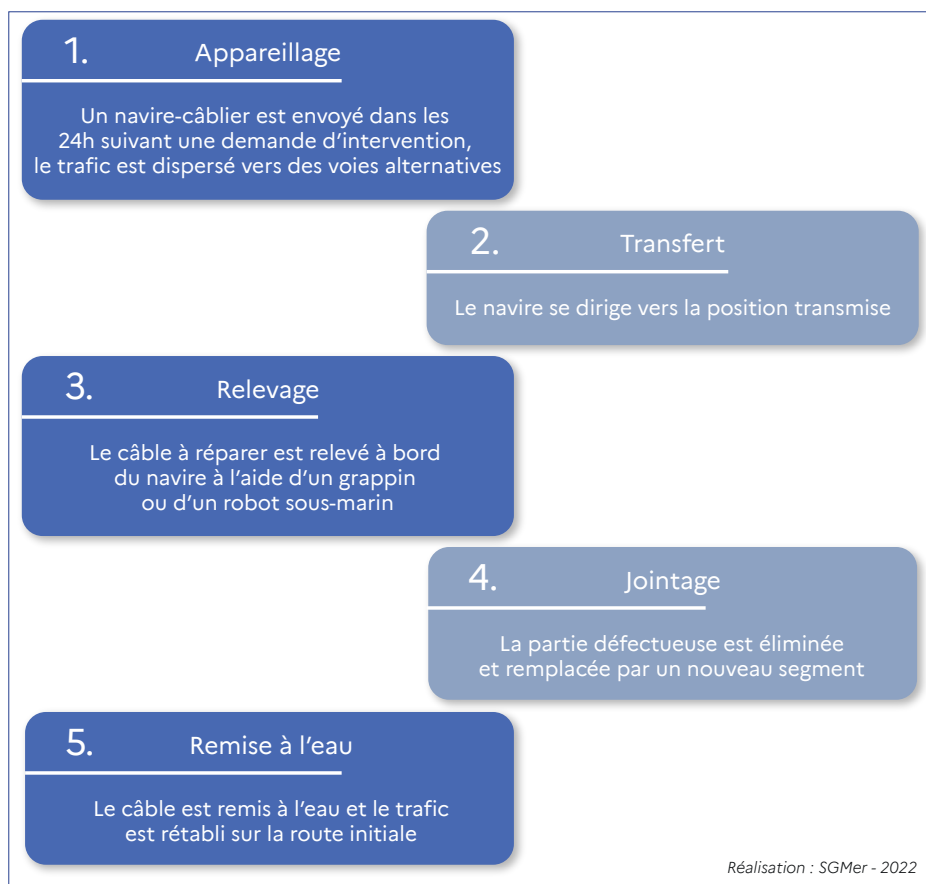 1. Appareillage
Un navire-câblier est envoyé dans les
24h suivant une demande d’intervention,
le trafic est dispersé vers des voies alternatives
2. Transfert
Le navire se dirige vers la position transmise
3. Relevage
Le câble à réparer est relevé à bord
du navire à l’aide d’un grappin
ou d’un robot sous-marin
4. Jointage
La partie défectueuse est éliminée
et remplacée par un nouveau segment
5. Remise à l’eau
Le câble est remis à l’eau et le trafic
est rétabli sur la route initiale
Réalisation : SGMer - 2022